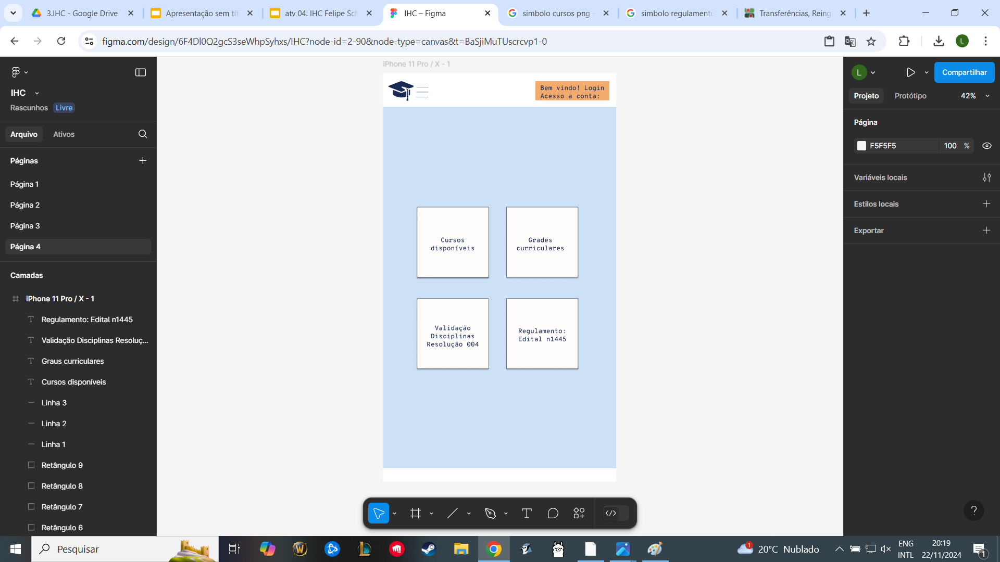 3.IHC - Google Drive
Apresentação sem tít
atv 04. IHC Felipe Sch
IHC – Figma
simbolo cursos png -
simbolo regulamento
Transferências, Reing
figma.com/design/6F4Dl0Q2gcS3seWhpSyhxs/IHC?node-id=2-90&node-type=canvas&t=BaSjiMuTUscrcvp1-0
L
IHC
Rascunhos
Livre
Arquivo
Ativos
Páginas
Página 1
Página 2
Página 3
Página 4
Camadas
iPhone 11 Pro / X - 1
Regulamento: Edital n1445
Validação Disciplinas Resoluç...
Graus curriculares
Cursos disponíveis
Linha 3
Linha 2
Linha 1
Retângulo 9
Retângulo 8
Retângulo 7
Retângulo 6
iPhone 11 Pro / X - 1
Bem vindo! Login
Acesso a conta:
Cursos
disponíveis
Grades
curriculares
Validação
Disciplinas
Resolução 004
Regulamento:
Edital n1445
L
Compartilhar
Projeto
Protótipo
42%
Página
F5F5F5
100 %
Variáveis locais
Estilos locais
Exportar
?
Pesquisar
1
20°C Nublado
ENG
INTL
20:19
22/11/2024
1